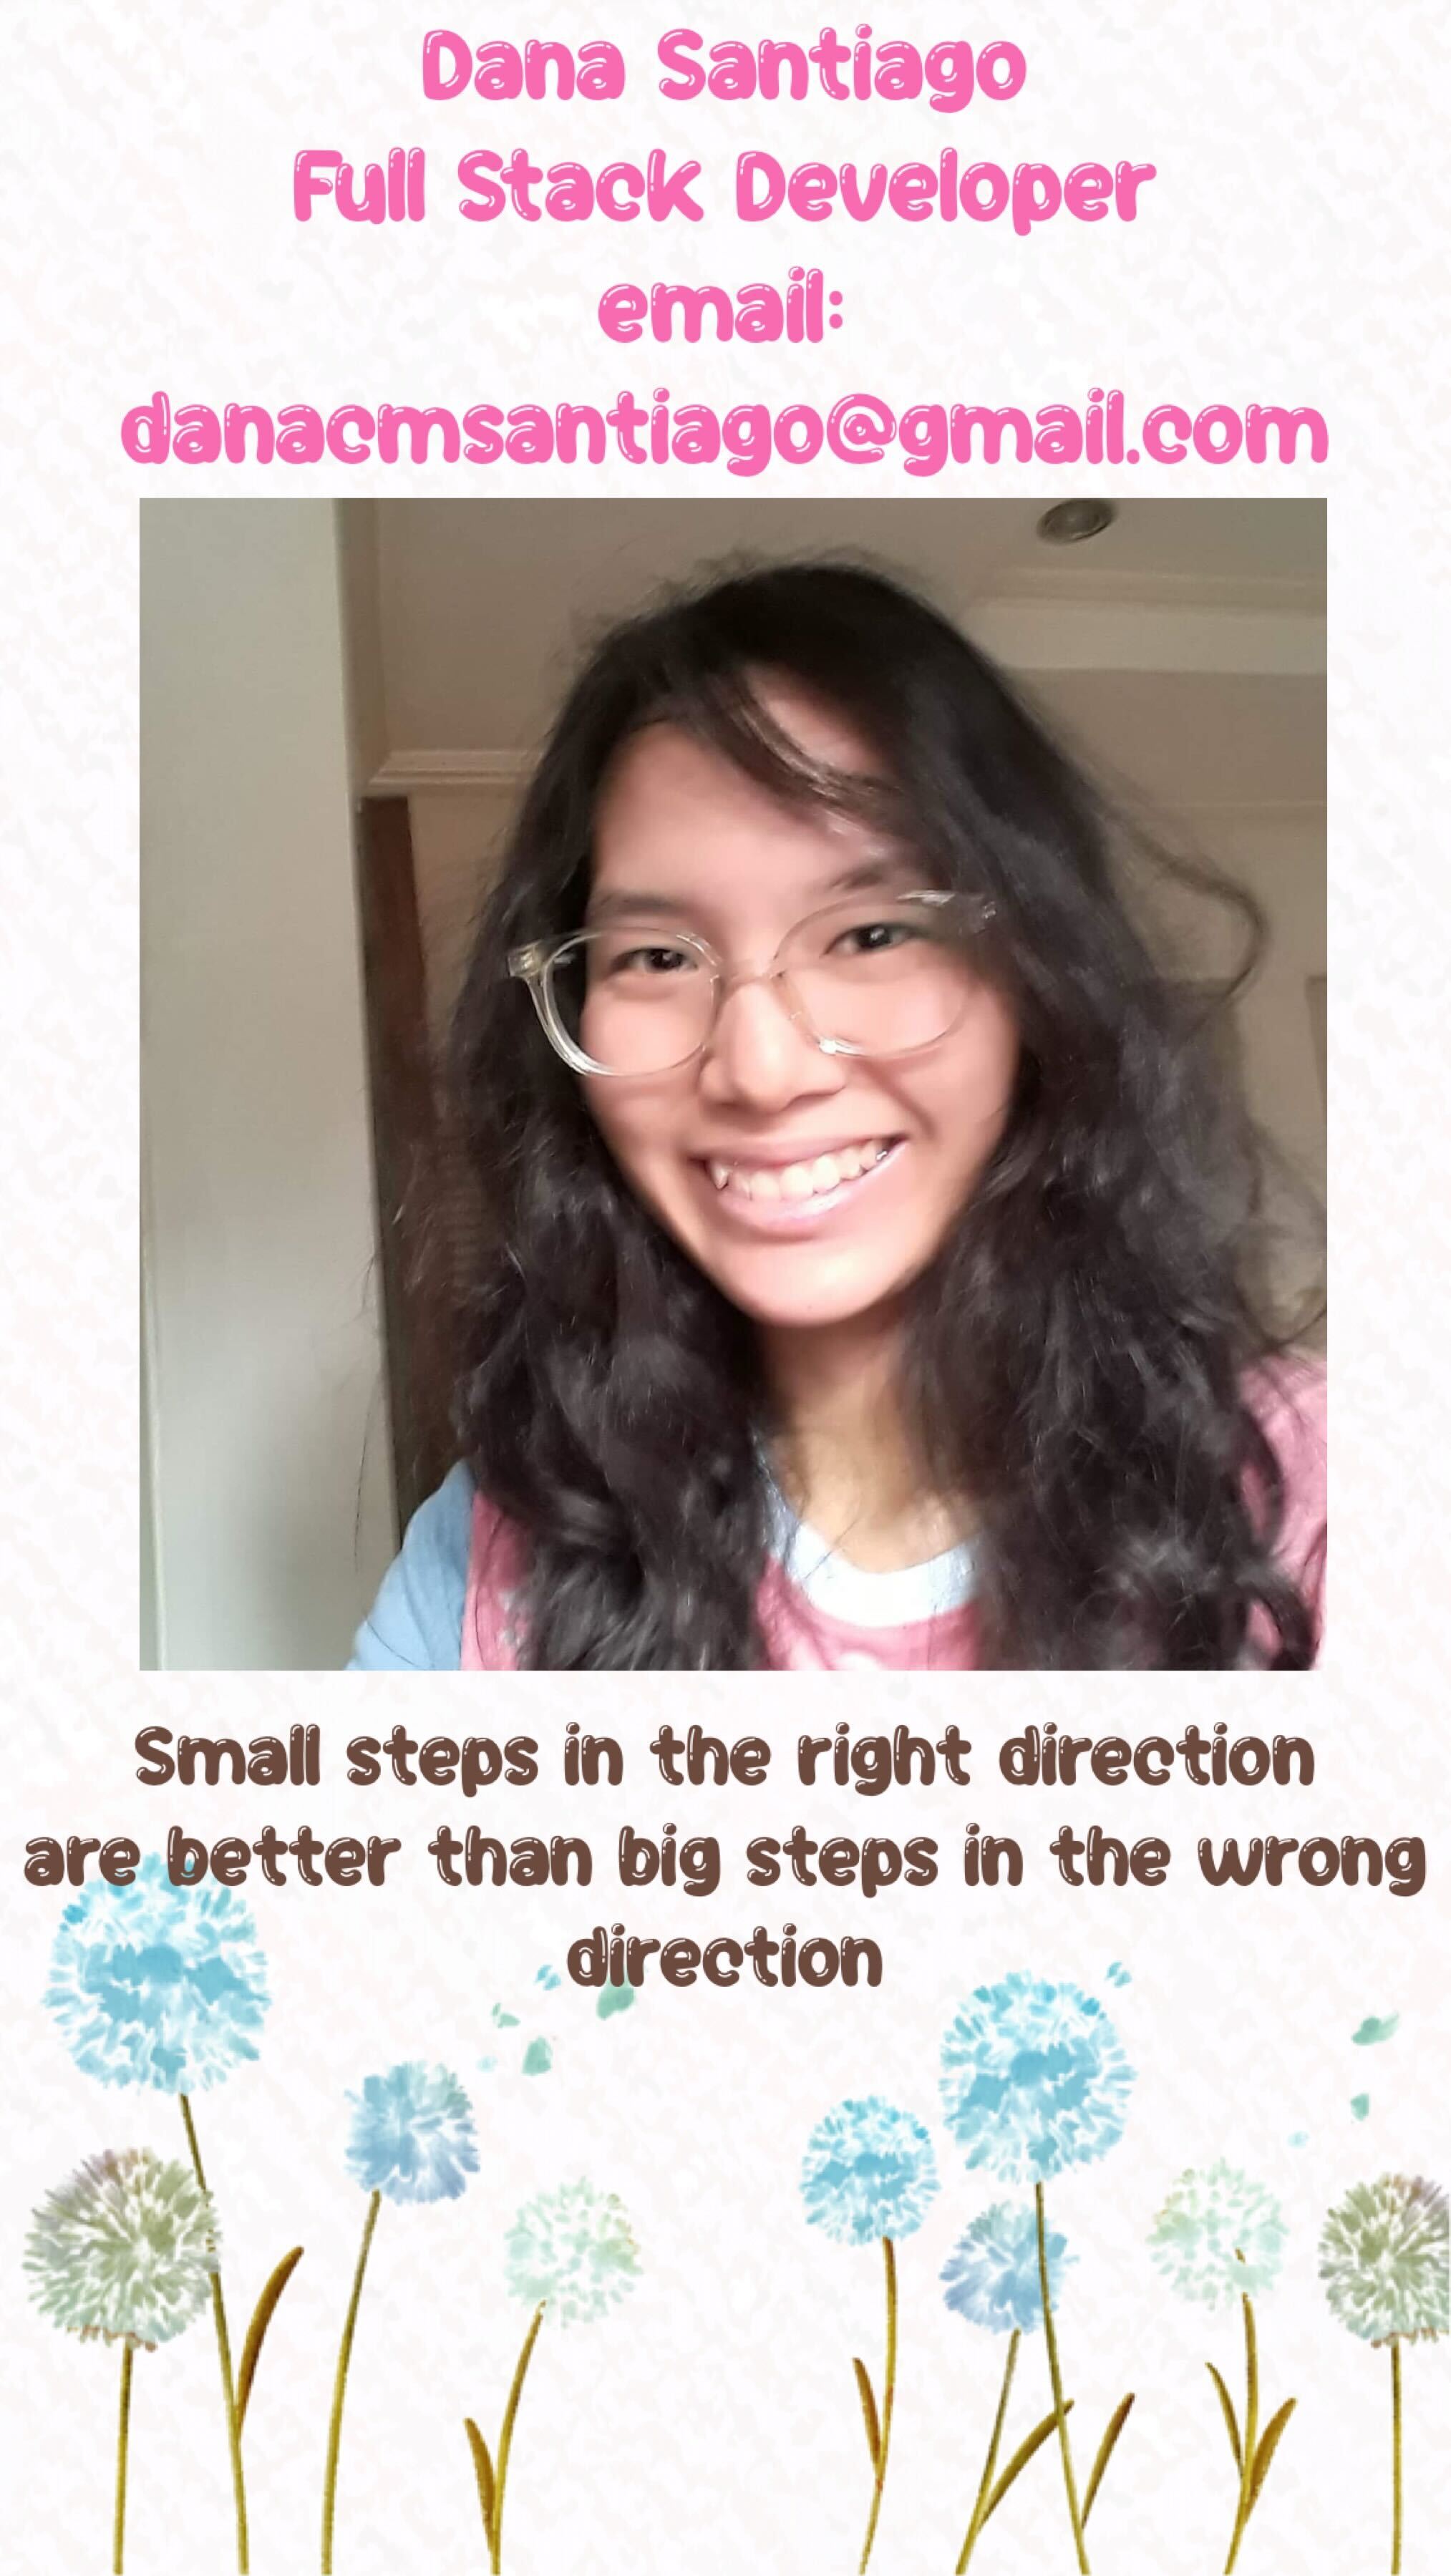 Dana Santiago
Full Stack Developer
email:
danacmsantiago@gmail.com
Small steps in the right direction
are better than big steps in the wrong
direction